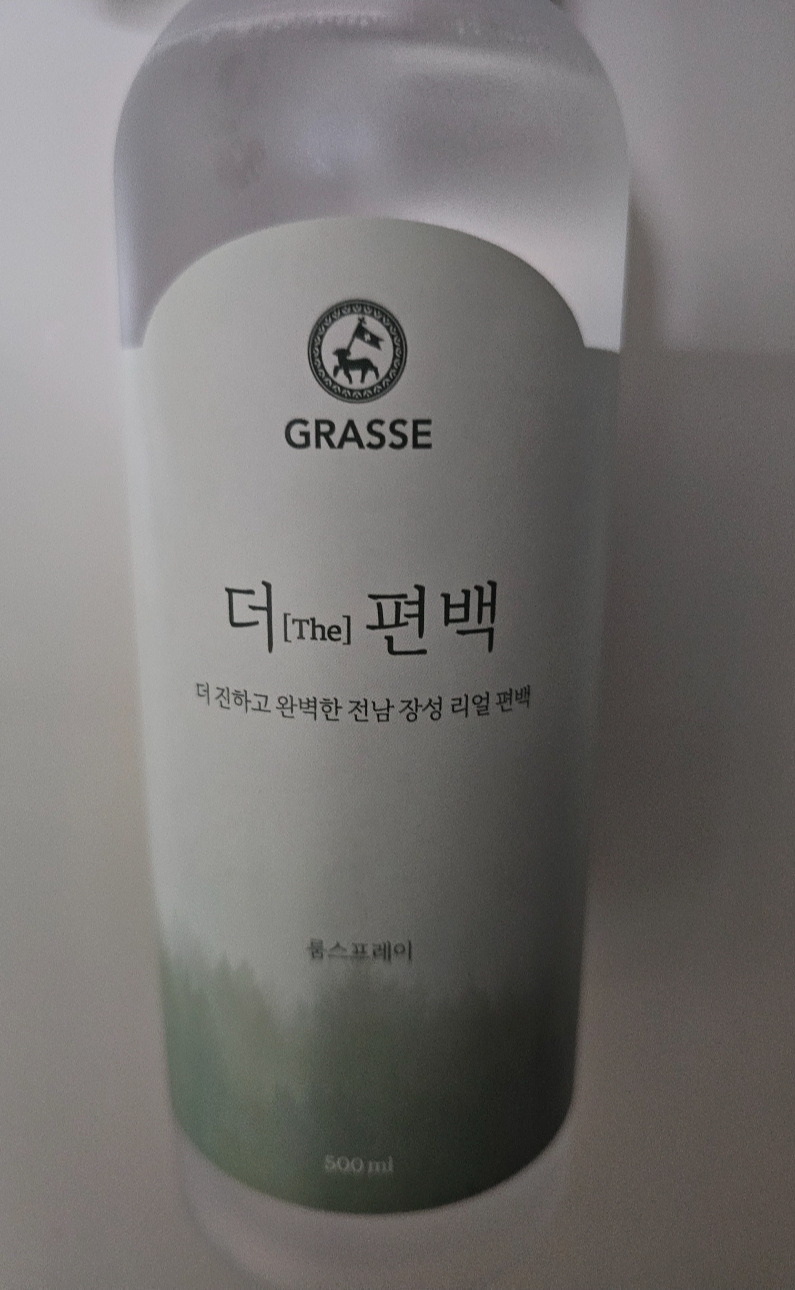 GRASSE
더[The] 편백
더 진하고 완벽한 전남 장성 리얼 편백
룸스프레이
500 ml